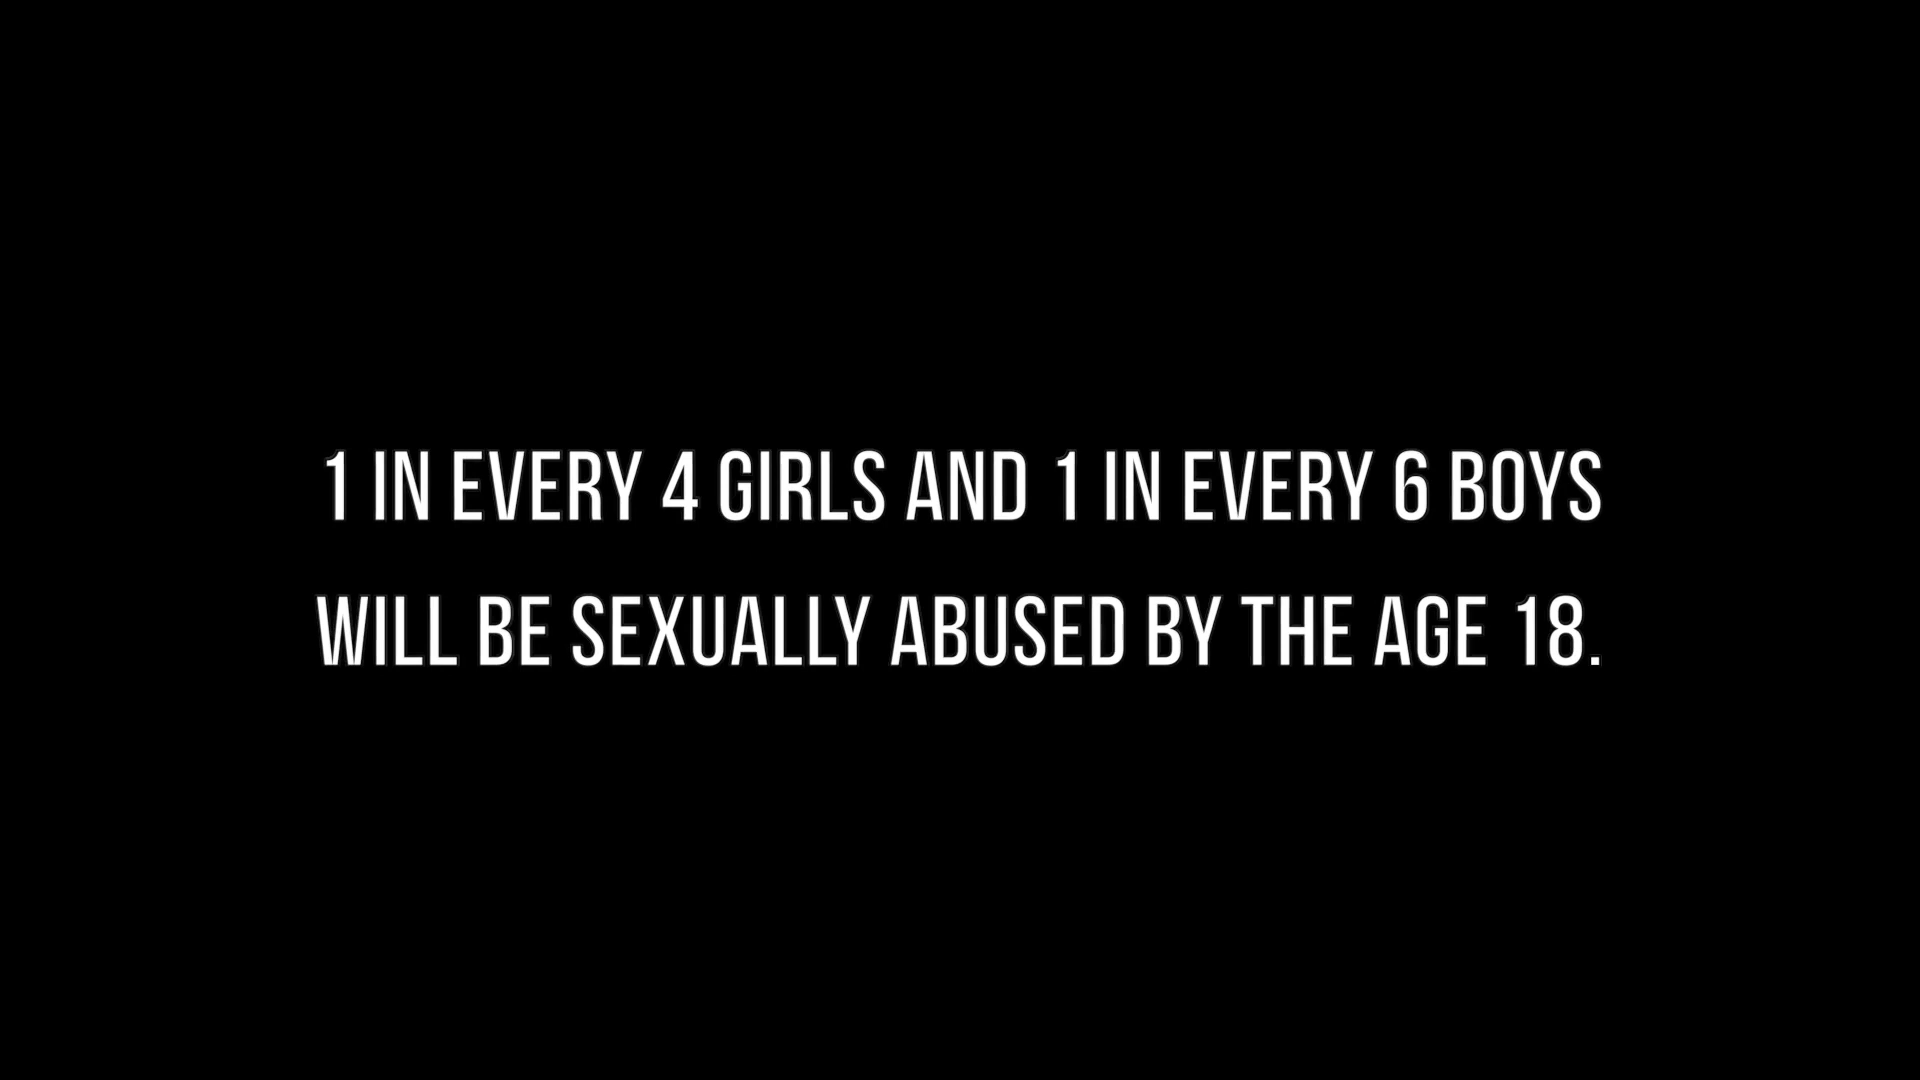 1 IN EVERY 4 GIRLS AND 1 IN EVERY 6 BOYS
WILL BE SEXUALLY ABUSED BY THE AGE 18.